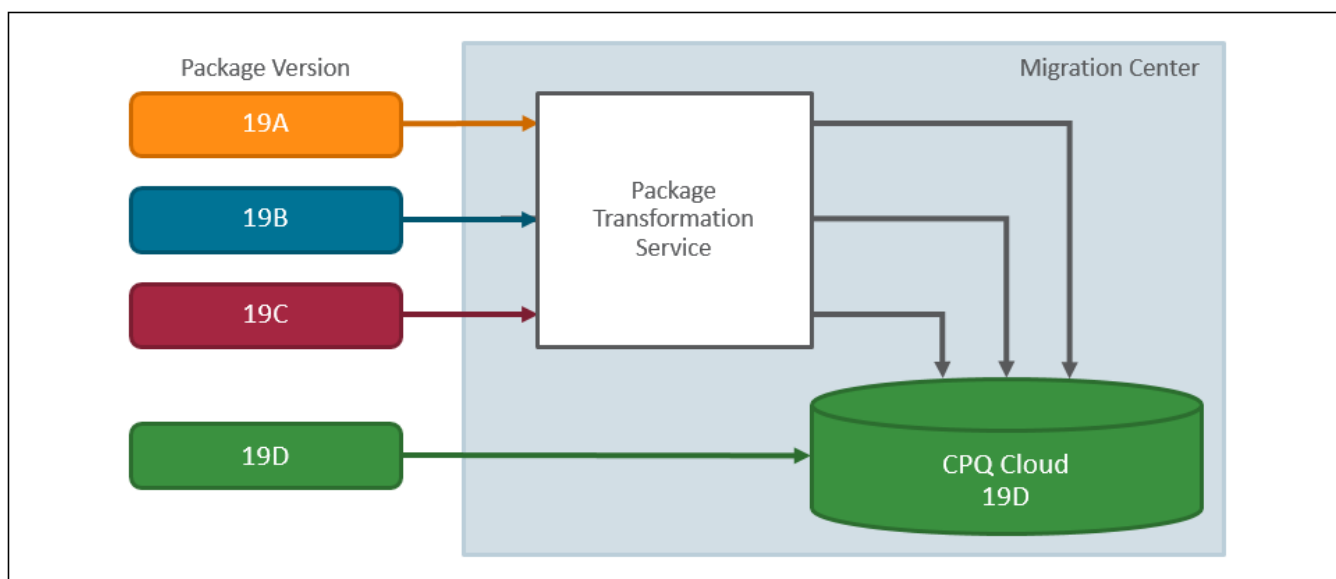 Package Version
Migration Center
19A
19B
19C
19D
Package
Transformation
Service
CPQ Cloud
19D